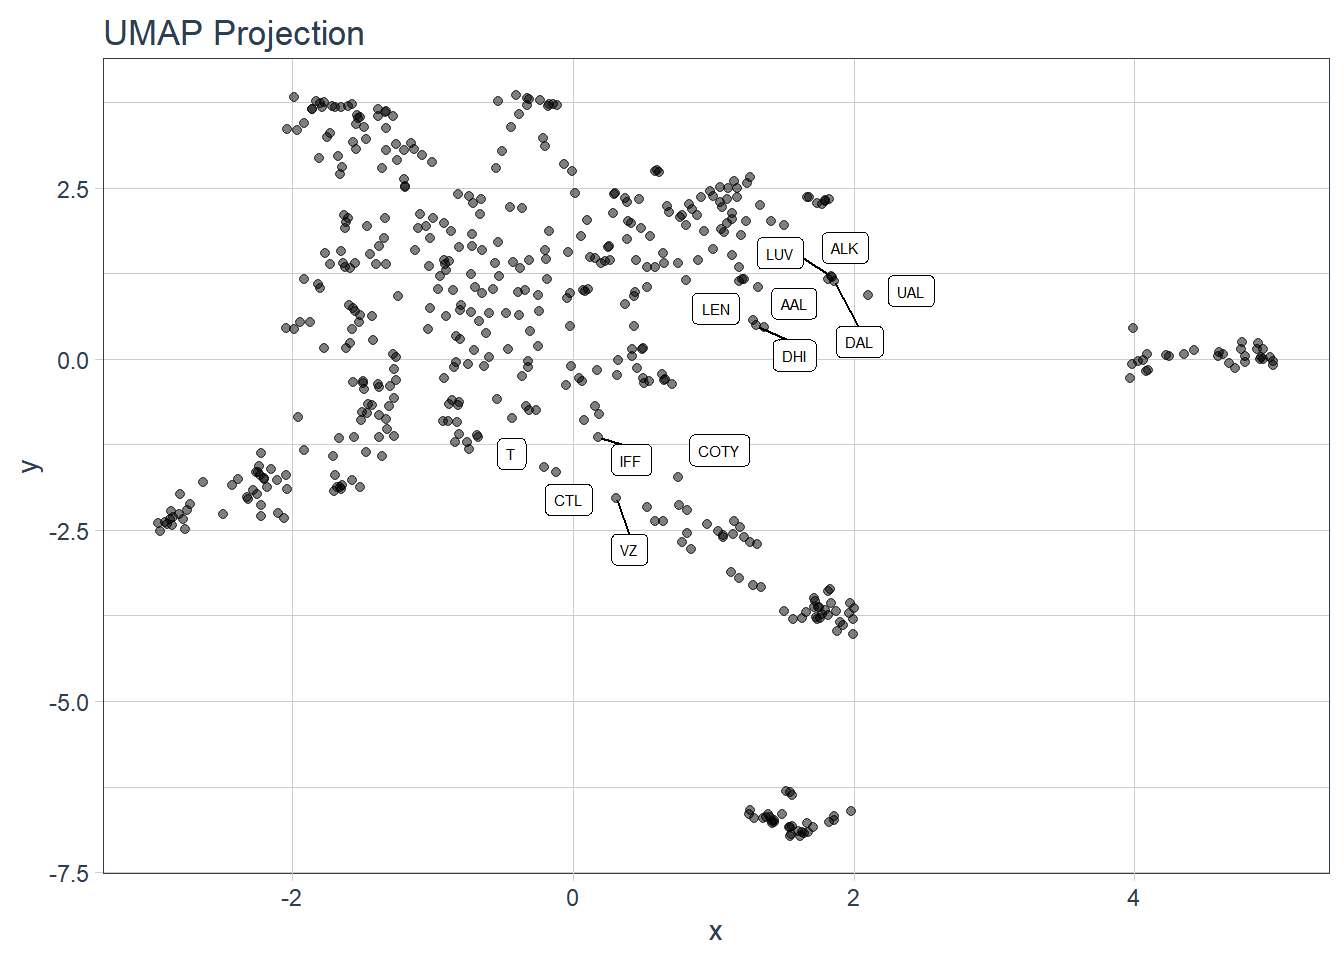 UMAP Projection
2.5
0.0
-2.5
-5.0
-7.5
y
LUV
ALK
UAL
LEN
AAL
DAL
DHI
COTY
T
IFF
CTL
VZ
-2
0
2
4
x